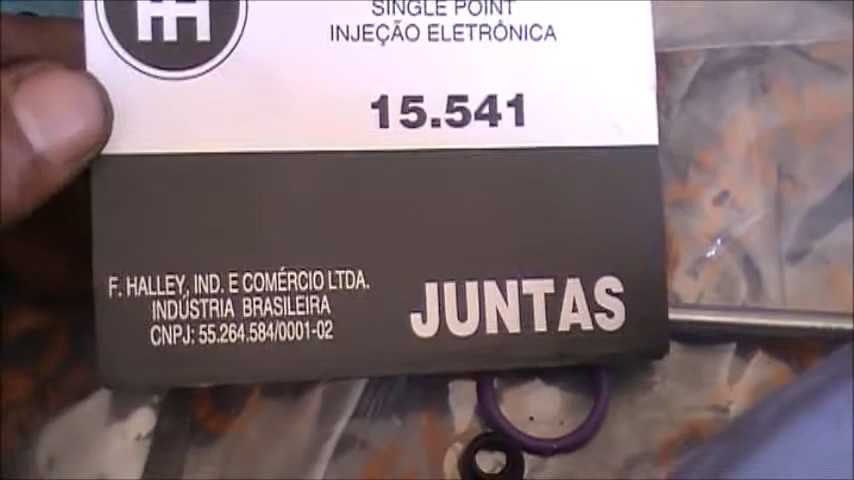 H
SINGLE POINT
INJEÇÃO ELETRÔNICA
15.541
F. HALLEY, IND. E COMÉRCIO LTDA.
INDÚSTRIA BRASILEIRA
CNPJ: 55.264.584/0001-02
JUNTAS